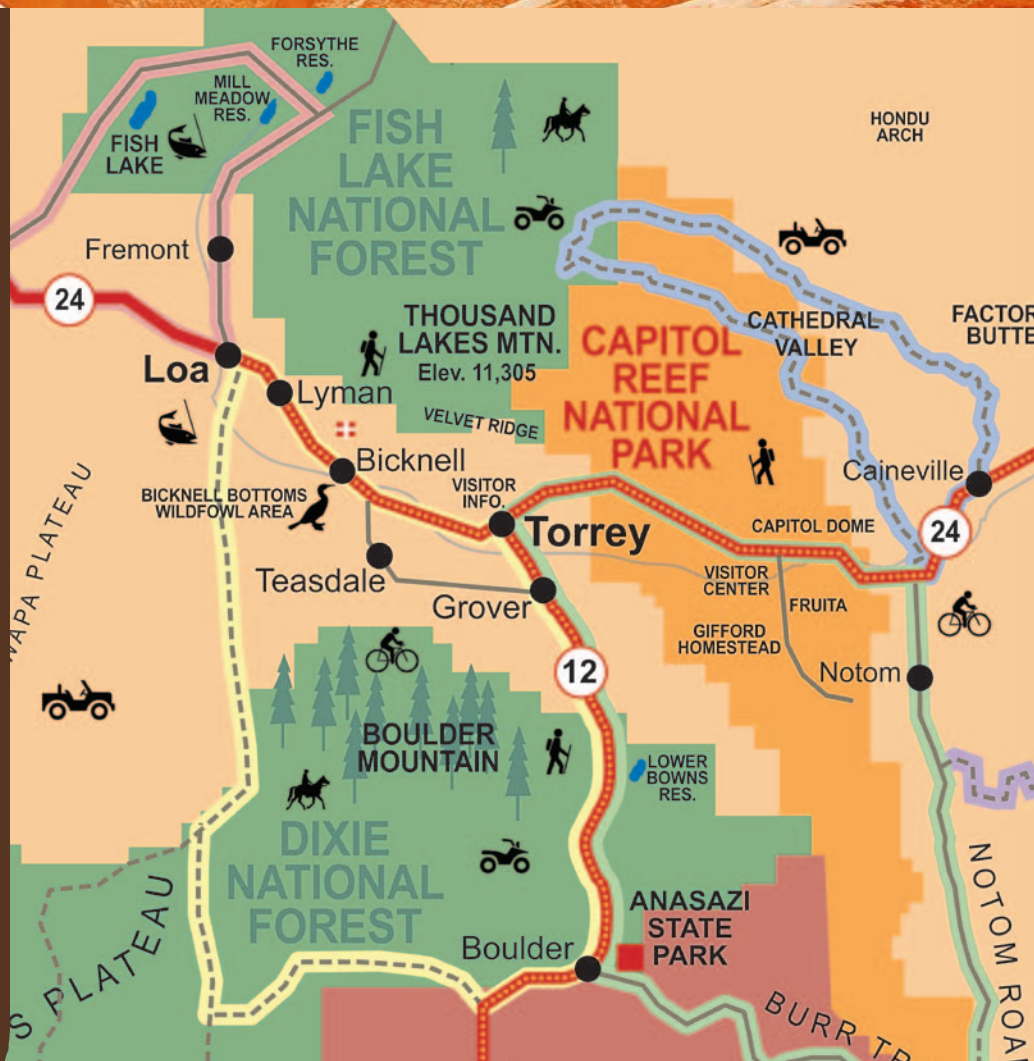 FORSYTHE
RES.
MILL
MEADOW
RES.
FISH
LAKE
FISH
LAKE
NATIONAL
FOREST
HONDU
ARCH
Fremont
24
THOUSAND
LAKES MTN.
Elev. 11,305
CATHEDRAL
VALLEY
FACTOR
BUTTE
CAPITOL
REEF
NATIONAL
PARK
Loa
Lyman
VELVET RIDGE
Bicknell
VISITOR
INFO.
Caineville
BICKNELL BOTTOMS
WILDFOWL AREA
Torrey
CAPITOL DOME
24
WAPA PLATEAU
Teasdale
Grover
VISITOR
CENTER
FRUITA
GIFFORD
HOMESTEAD
Notom
12
BOULDER
MOUNTAIN
LOWER
BOWNS
RES.
DIXIE
NATIONAL
FOREST
S PLATEAU
ANASAZI
STATE
PARK
Boulder
BURR TR
NOTOM ROA